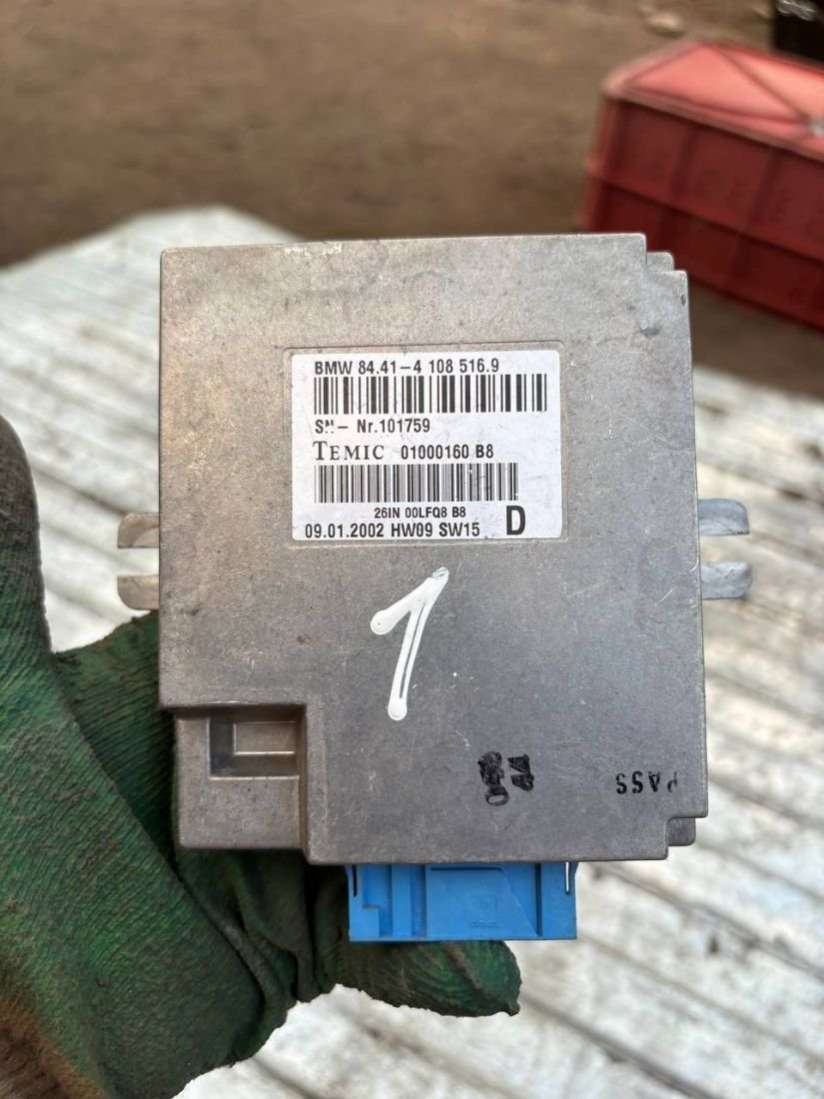 BMW 84.41-4 108 516.9
SN- Nr.101759
TEMIC 01000160 B8
26IN 00LFQ8 B8
09.01.2002 HW09 SW15 D
1
PASS